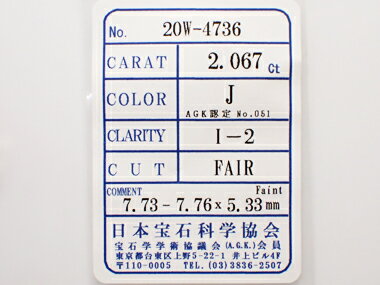 No. 20W-4736
CARAT 2.067 Ct
COLOR J
AGK認定 No.051
CLARITY I-2
CUT FAIR
COMMENT Faint
7.73 - 7.76 x 5.33 mm
日本宝石科学協会
宝石学学術協議会(A.G.K.)会員
東京都台東区上野5-22-1 井上ビル4F
〒110-0005 TEL.(03)3836-2507